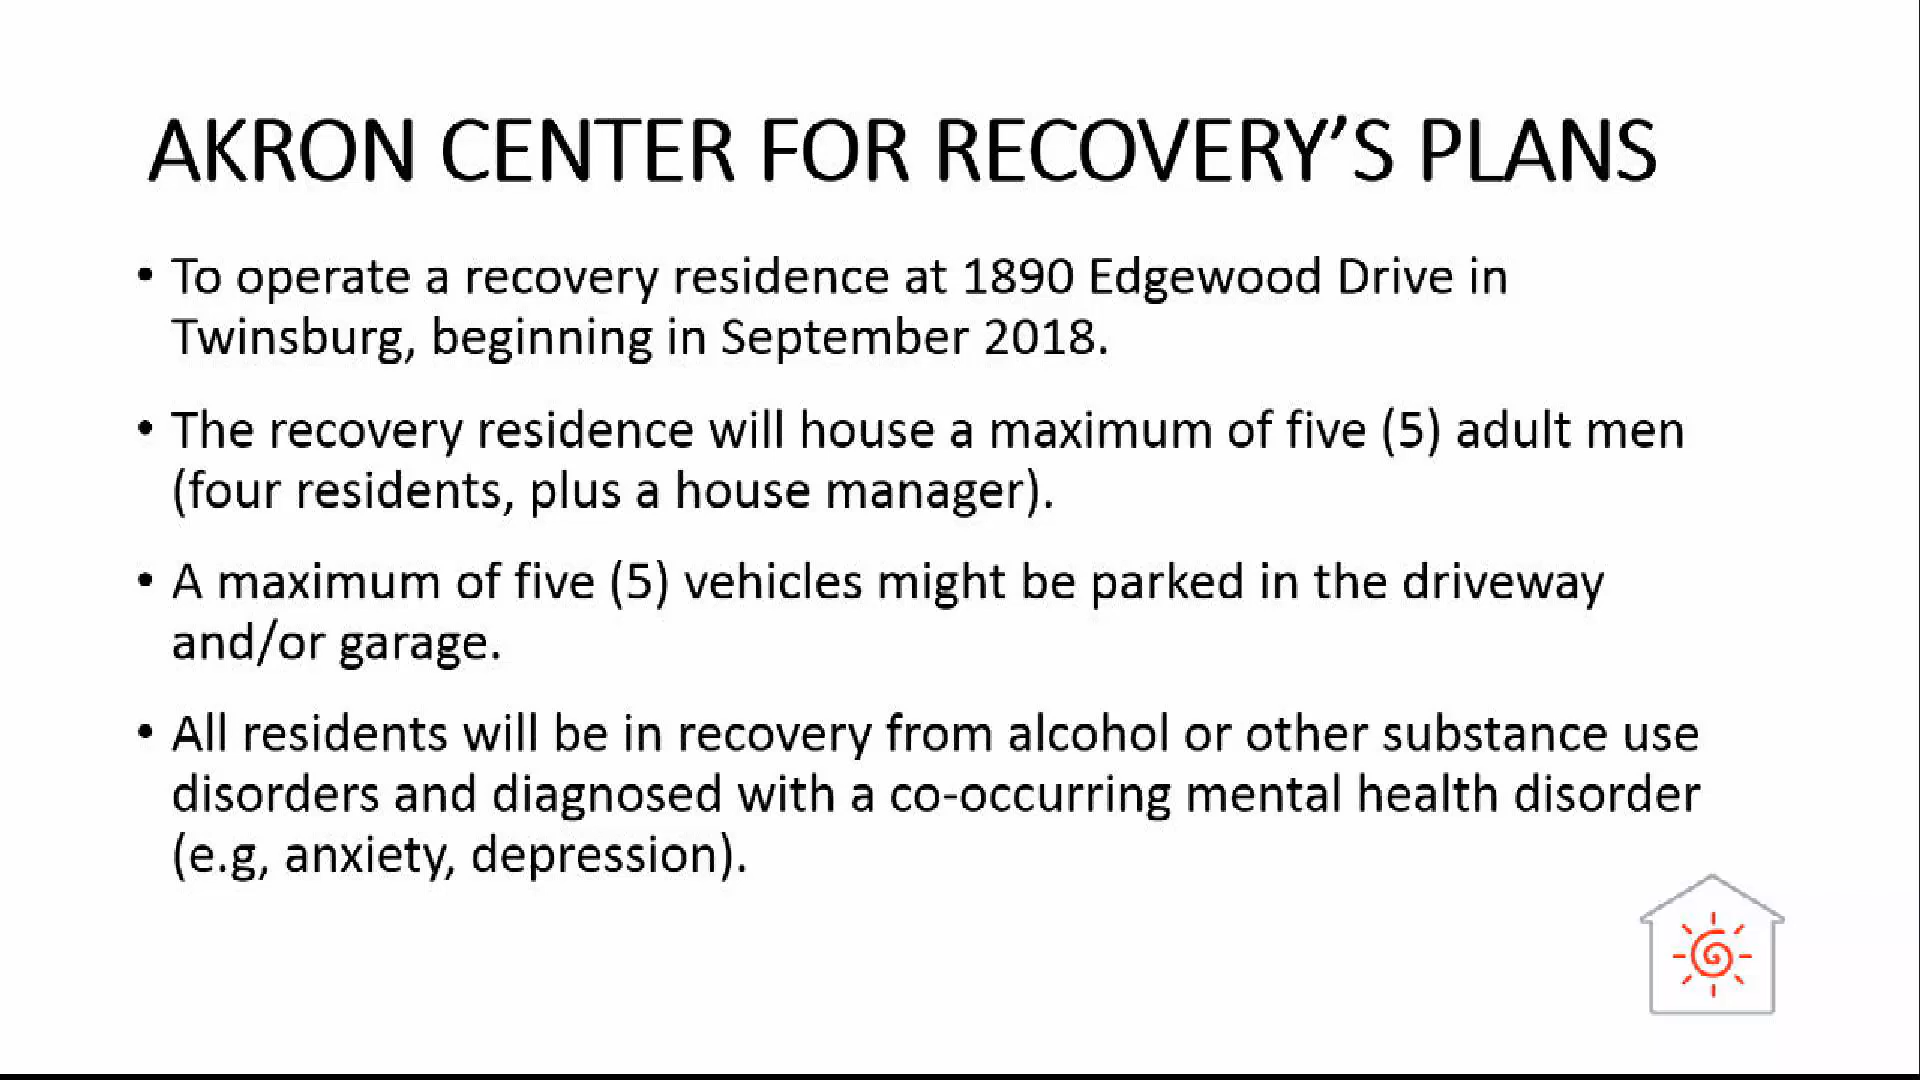 AKRON CENTER FOR RECOVERY’S PLANS
• To operate a recovery residence at 1890 Edgewood Drive in
Twinsburg, beginning in September 2018.
• The recovery residence will house a maximum of five (5) adult men
(four residents, plus a house manager).
• A maximum of five (5) vehicles might be parked in the driveway
and/or garage.
• All residents will be in recovery from alcohol or other substance use
disorders and diagnosed with a co-occurring mental health disorder
(e.g, anxiety, depression).